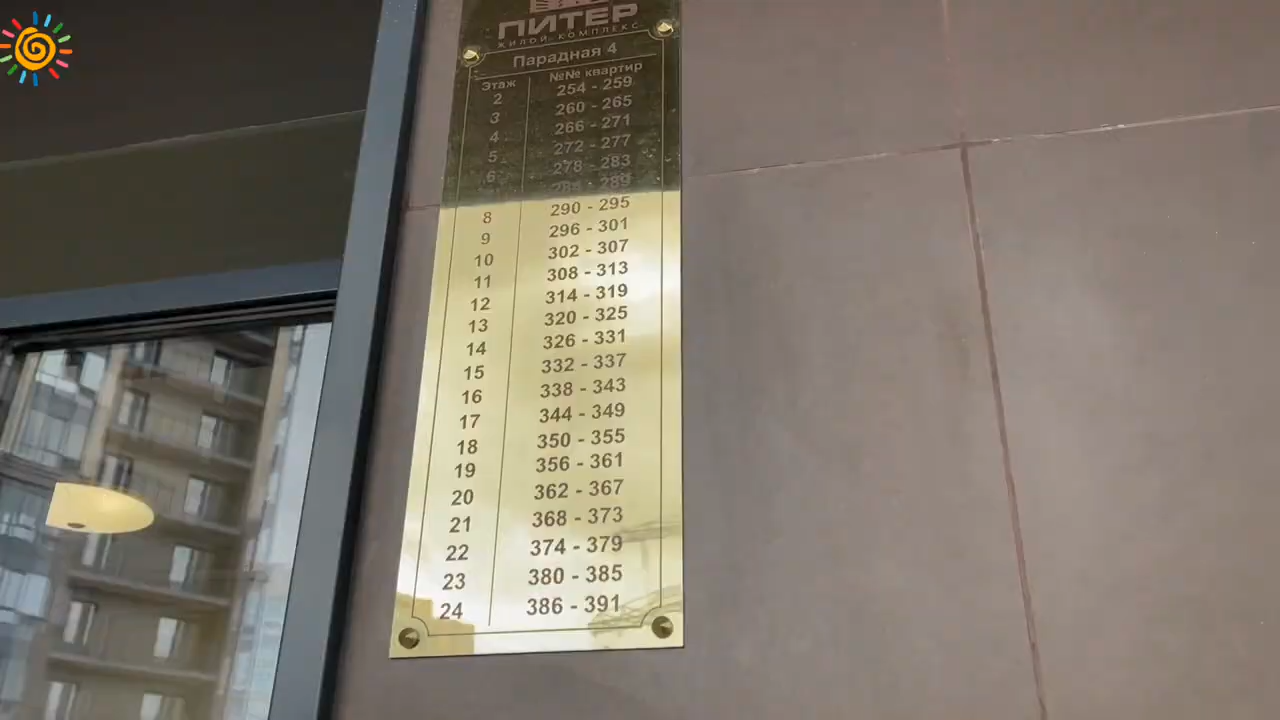 ПИТЕР
ЖИЛОЙ КОМПЛЕКС
Парадная 4
Этаж №№ квартир
2 254 - 259
3 260 - 265
4 266 - 271
5 272 - 277
6 278 - 283
284 - 289
8 290 - 295
9 296 - 301
10 302 - 307
11 308 - 313
12 314 - 319
13 320 - 325
14 326 - 331
15 332 - 337
16 338 - 343
17 344 - 349
18 350 - 355
19 356 - 361
20 362 - 367
21 368 - 373
22 374 - 379
23 380 - 385
24 386 - 391